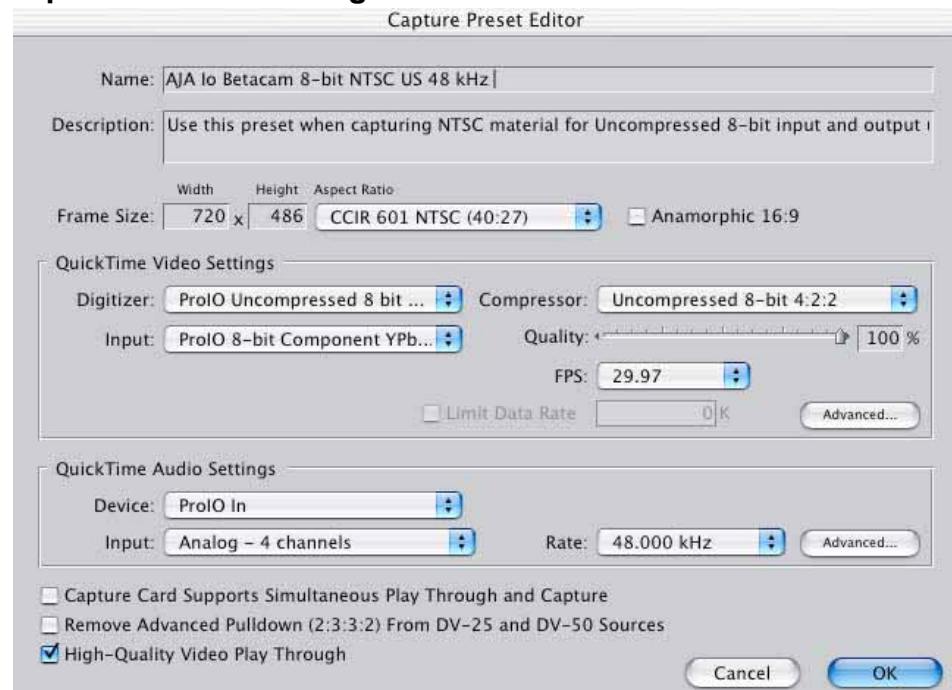 Capture Preset Editor
Name: AJA Io Betacam 8-bit NTSC US 48 kHz
Description: Use this preset when capturing NTSC material for Uncompressed 8-bit input and output
Width Height Aspect Ratio
Frame Size: 720 x 486 CCIR 601 NTSC (40:27) Anamorphic 16:9
QuickTime Video Settings
Digitizer: ProIO Uncompressed 8 bit ... Compressor: Uncompressed 8-bit 4:2:2
Input: ProIO 8-bit Component YPb... Quality: 100 %
FPS: 29.97
Limit Data Rate 0 K Advanced...
QuickTime Audio Settings
Device: ProIO In
Input: Analog - 4 channels Rate: 48.000 kHz Advanced...
Capture Card Supports Simultaneous Play Through and Capture
Remove Advanced Pulldown (2:3:3:2) From DV-25 and DV-50 Sources
High-Quality Video Play Through
Cancel OK